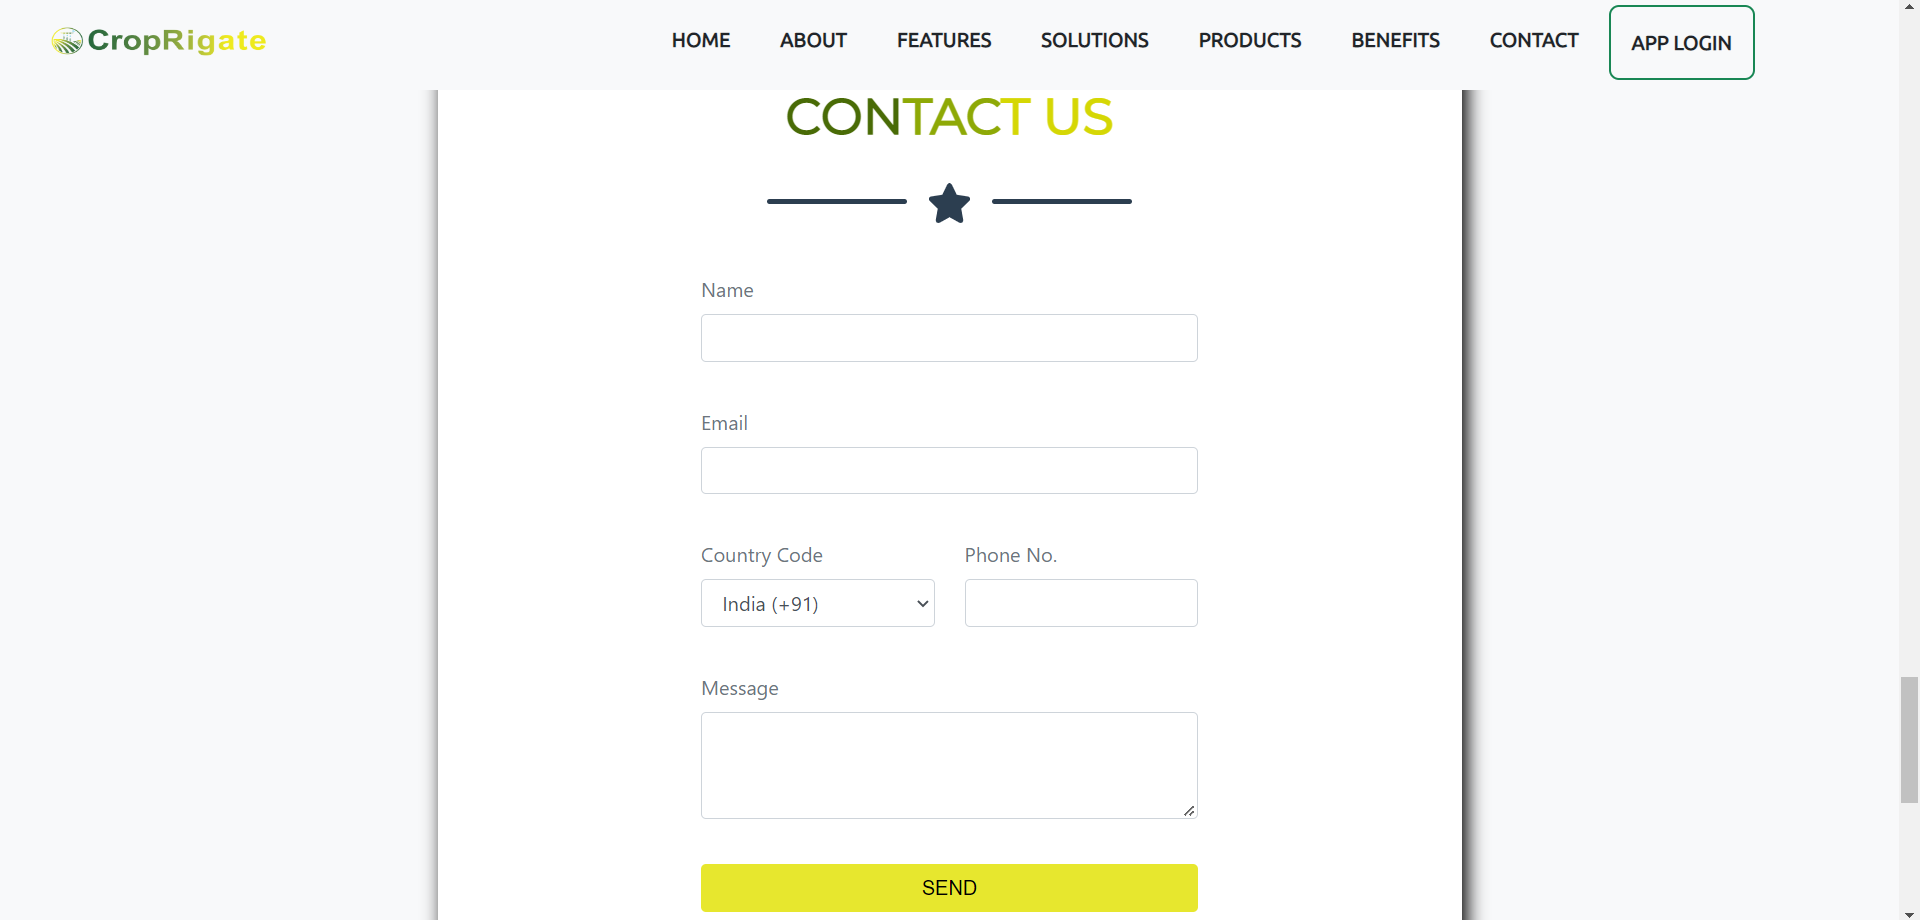 CropRigate
HOME ABOUT FEATURES SOLUTIONS PRODUCTS BENEFITS CONTACT APP LOGIN
CONTACT US
Name
Email
Country Code Phone No.
India (+91)
Message
SEND